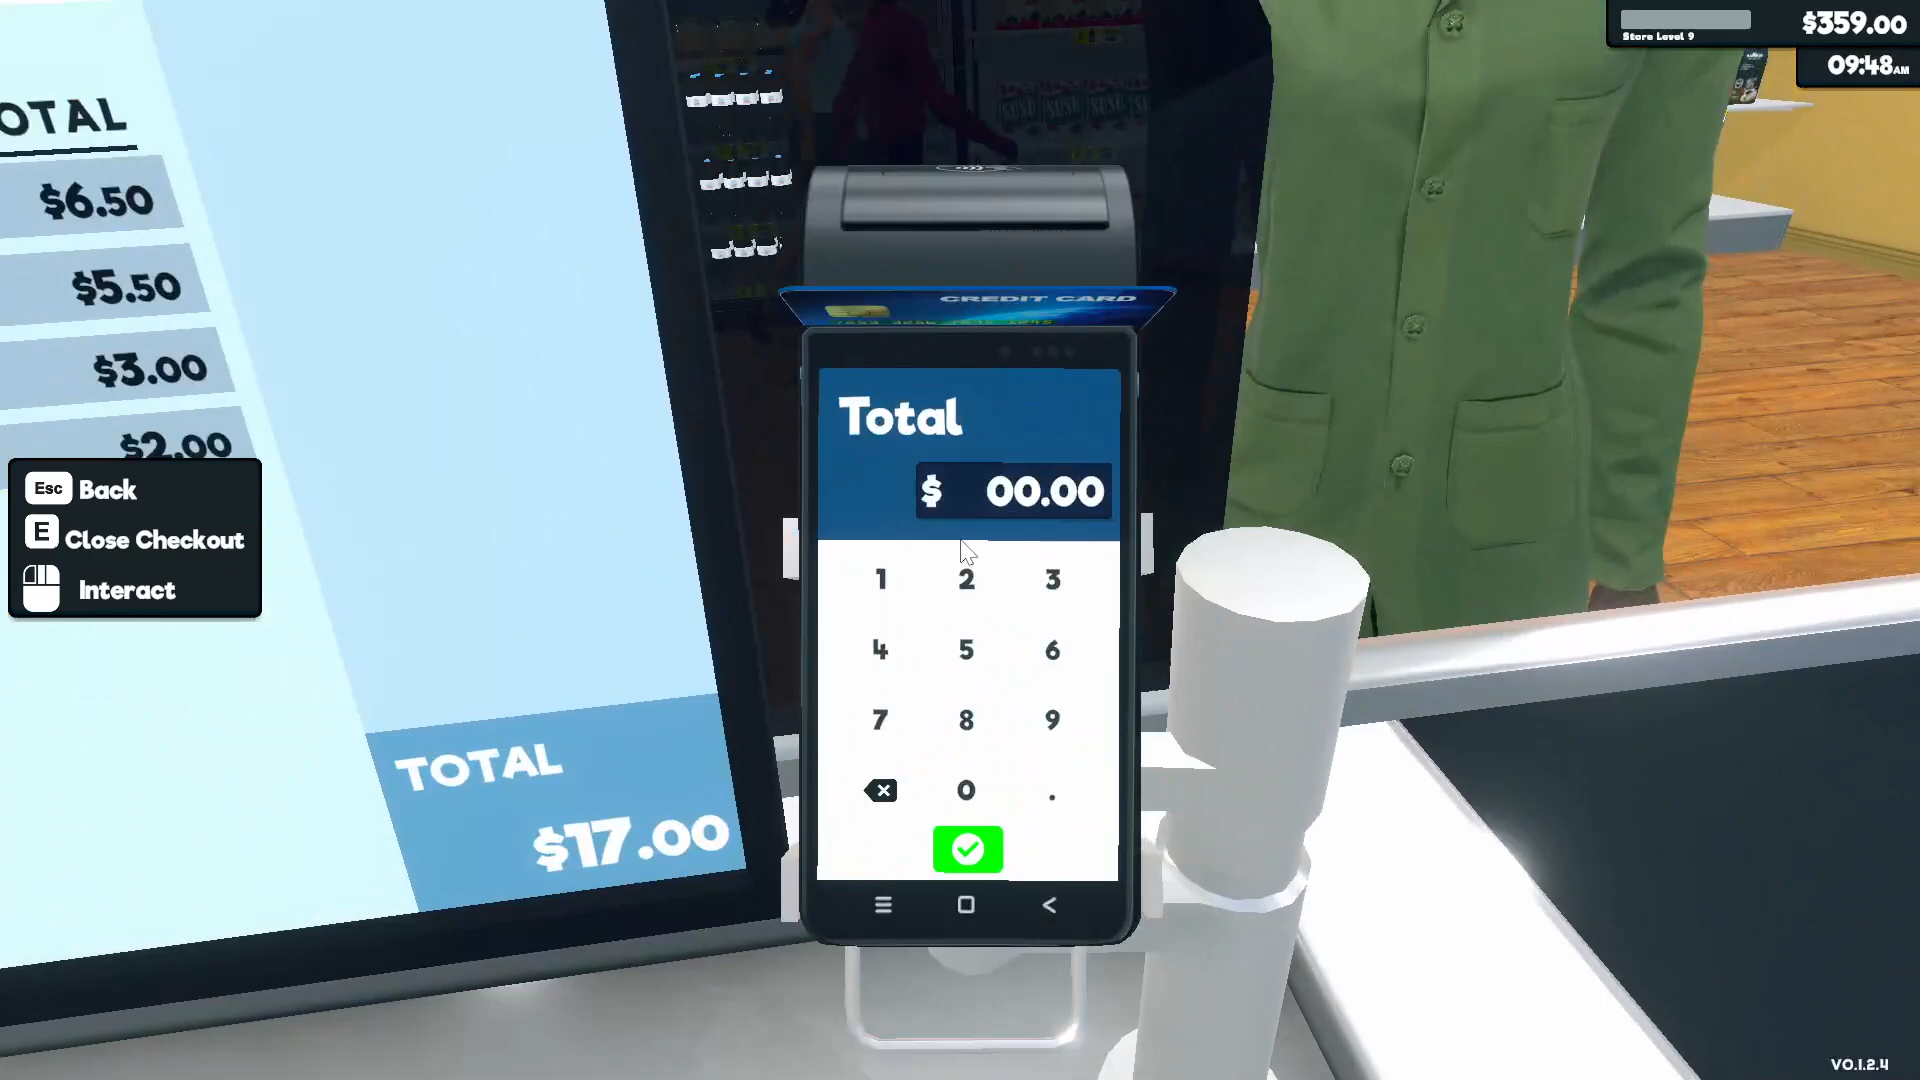 $359.00
Store Level 9
09:48AM
OTAL
$6.50
$5.50
$3.00
$2.00
Esc Back
E Close Checkout
Interact
TOTAL
$17.00
CREDIT CARD
Total
$ 00.00
1 2 3
4 5 6
7 8 9
0 .
V0.1.2.4